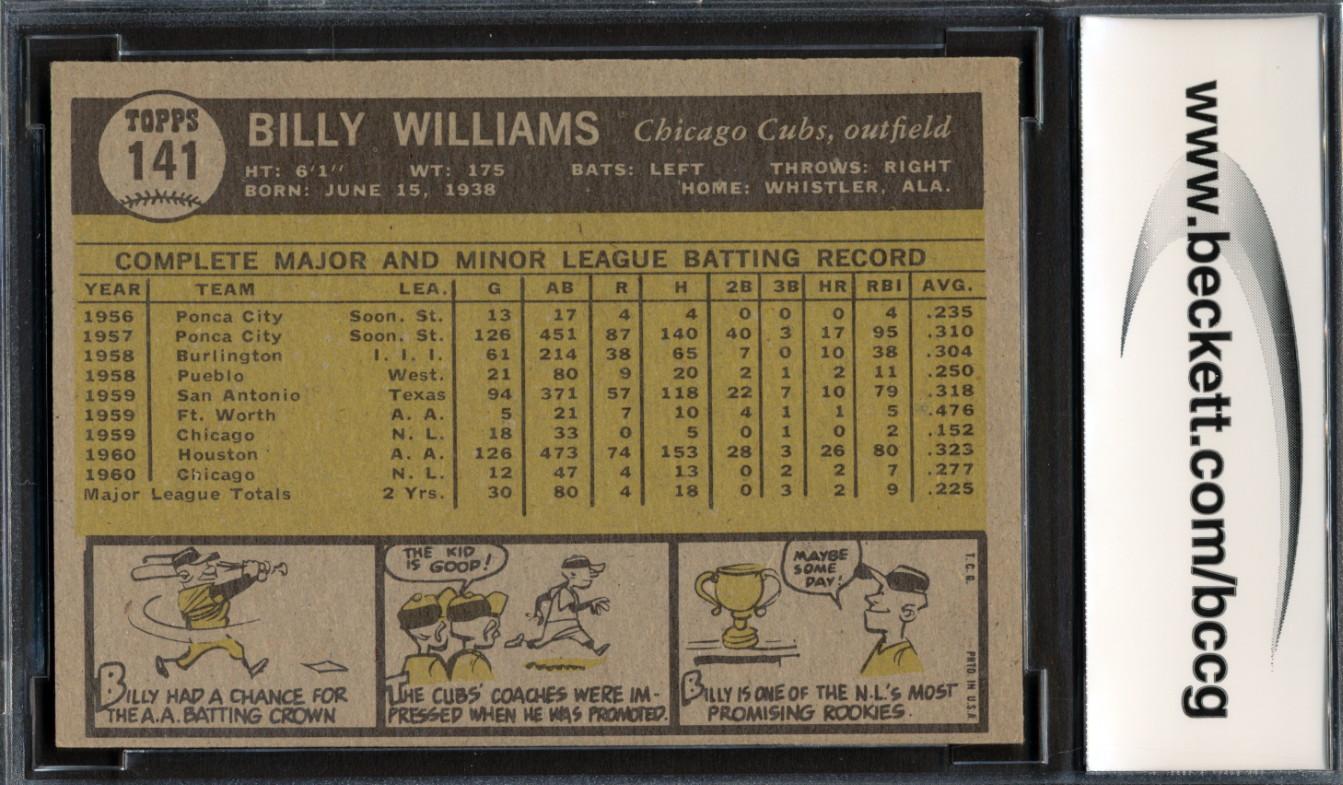 TOPPS
141
BILLY WILLIAMS Chicago Cubs, outfield
HT: 6'1'' WT: 175 BATS: LEFT THROWS: RIGHT
BORN: JUNE 15, 1938 HOME: WHISTLER, ALA.
COMPLETE MAJOR AND MINOR LEAGUE BATTING RECORD
YEAR TEAM LEA. G AB R H 2B 3B HR RBI AVG.
1956 Ponca City Soon. St. 13 17 4 4 0 0 0 4 .235
1957 Ponca City Soon. St. 126 451 87 140 40 3 17 95 .310
1958 Burlington I. I. I. 61 214 38 65 7 0 10 38 .304
1958 Pueblo West. 21 80 9 20 2 1 2 11 .250
1959 San Antonio Texas 94 371 57 118 22 7 10 79 .318
1959 Ft. Worth A. A. 5 21 7 10 4 1 1 5 .476
1959 Chicago N. L. 18 33 0 5 0 1 0 2 .152
1960 Houston A. A. 126 473 74 153 28 3 26 80 .323
1960 Chicago N. L. 12 47 4 13 0 2 2 7 .277
Major League Totals 2 Yrs. 30 80 4 18 0 3 2 9 .225
BILLY HAD A CHANCE FOR
THE A.A. BATTING CROWN
THE KID
IS GOOD!
THE CUBS' COACHES WERE IM-
PRESSED WHEN HE WAS PROMOTED.
MAYBE
SOME
DAY!
BILLY IS ONE OF THE N.L.'S MOST
PROMISING ROOKIES.
T.C.G.
PRTD. IN U.S.A.
www.beckett.com/bccg